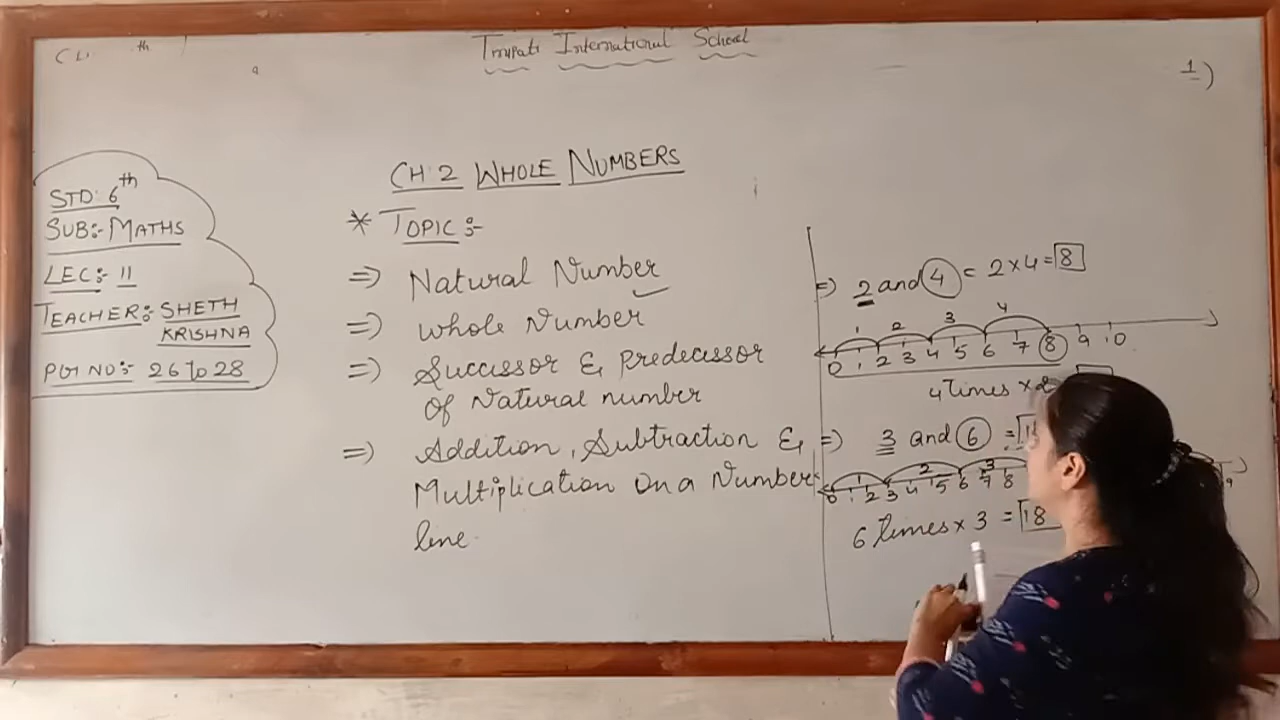 International School
1)
STD: 6th
SUB:- MATHS
LEC:- 11
TEACHER:- SHETH
KRISHNA
PG NO:- 26 to 28
CH 2 WHOLE NUMBERS
* TOPIC :-
=> Natural Number
=> Whole Number
=> Successor & Predecessor
of Natural number
=> Addition, Subtraction &
Multiplication on a Number
line.
=> 2 and 4 = 2 x 4 = 8
1 2 3 4
0 1 2 3 4 5 6 7 8 9 10
4 Times x 2
=> 3 and 6 =
1 2 3
0 1 2 3 4 5 6 7 8
6 Times x 3 = 18